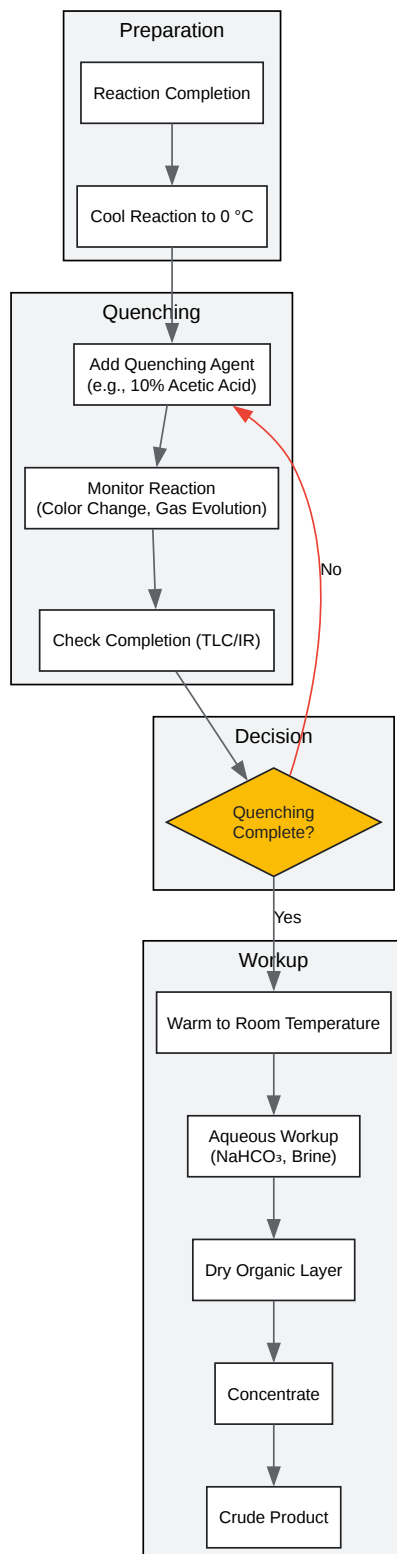 Preparation
Reaction Completion
Cool Reaction to 0 °C
Quenching
Add Quenching Agent
(e.g., 10% Acetic Acid)
Monitor Reaction
(Color Change, Gas Evolution)
No
Check Completion (TLC/IR)
Decision
Quenching
Complete?
Yes
Workup
Warm to Room Temperature
Aqueous Workup
(NaHCO₃, Brine)
Dry Organic Layer
Concentrate
Crude Product